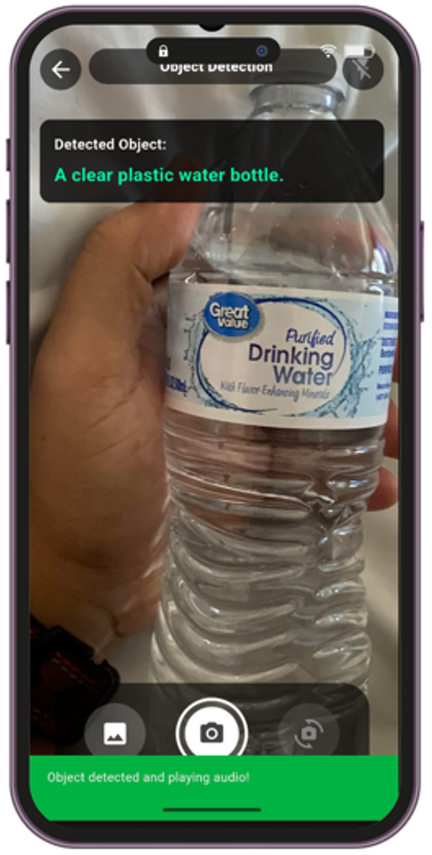 Object Detection
Detected Object:
A clear plastic water bottle.
Great
Value
Purified
Drinking
Water
With Flavor-Enhancing Minerals
Object detected and playing audio!